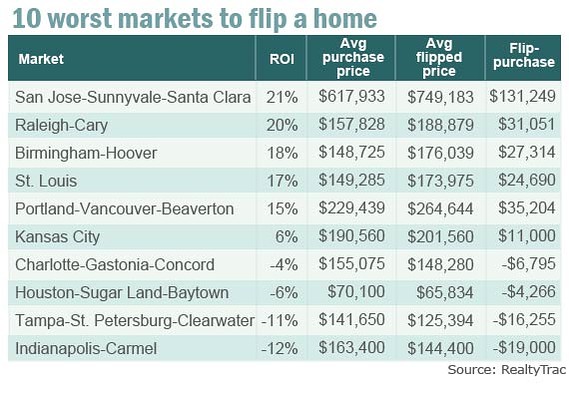 10 worst markets to flip a home
Market ROI Avg purchase price Avg flipped price Flip-purchase
San Jose-Sunnyvale-Santa Clara 21% $617,933 $749,183 $131,249
Raleigh-Cary 20% $157,828 $188,879 $31,051
Birmingham-Hoover 18% $148,725 $176,039 $27,314
St. Louis 17% $149,285 $173,975 $24,690
Portland-Vancouver-Beaverton 15% $229,439 $264,644 $35,204
Kansas City 6% $190,560 $201,560 $11,000
Charlotte-Gastonia-Concord -4% $155,075 $148,280 -$6,795
Houston-Sugar Land-Baytown -6% $70,100 $65,834 -$4,266
Tampa-St. Petersburg-Clearwater -11% $141,650 $125,394 -$16,255
Indianapolis-Carmel -12% $163,400 $144,400 -$19,000
Source: RealtyTrac